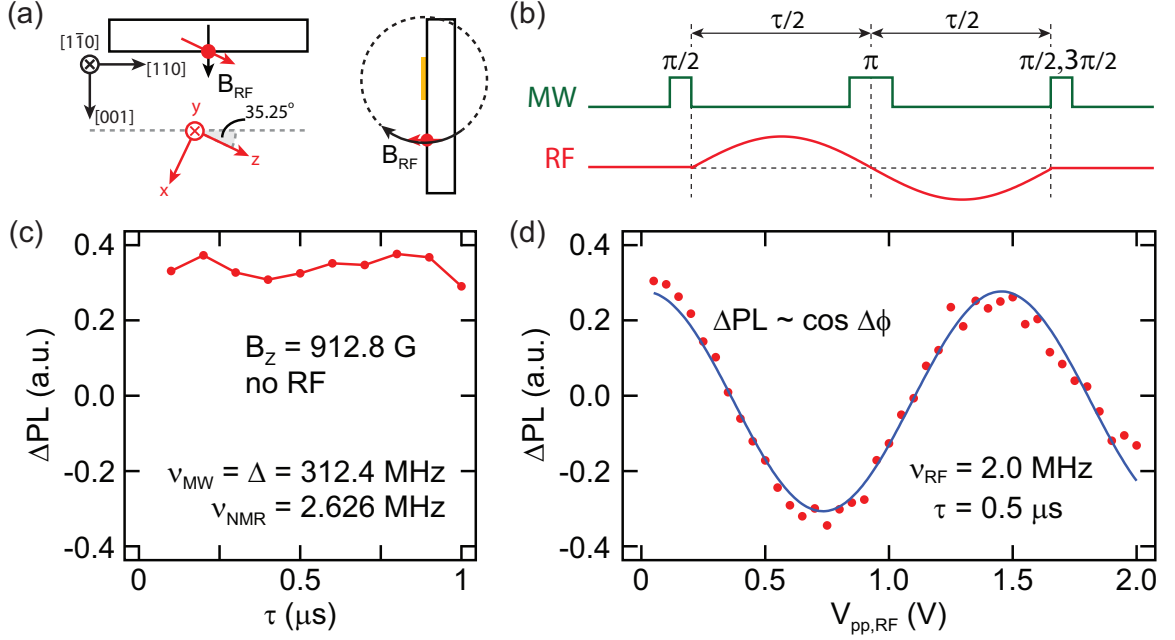 (a)
[11̄0]
[110]
[001]
B_RF
y
35.25°
z
x
B_RF
(b)
τ/2
τ/2
π/2
π
π/2,3π/2
MW
RF
(c)
0.4
0.2
0.0
-0.2
-0.4
ΔPL (a.u.)
B_Z = 912.8 G
no RF
ν_MW = Δ = 312.4 MHz
ν_NMR = 2.626 MHz
0
0.5
1
τ (μs)
(d)
0.4
0.2
0.0
-0.2
-0.4
ΔPL (a.u.)
ΔPL ~ cos Δϕ
ν_RF = 2.0 MHz
τ = 0.5 μs
0
0.5
1.0
1.5
2.0
V_pp,RF (V)